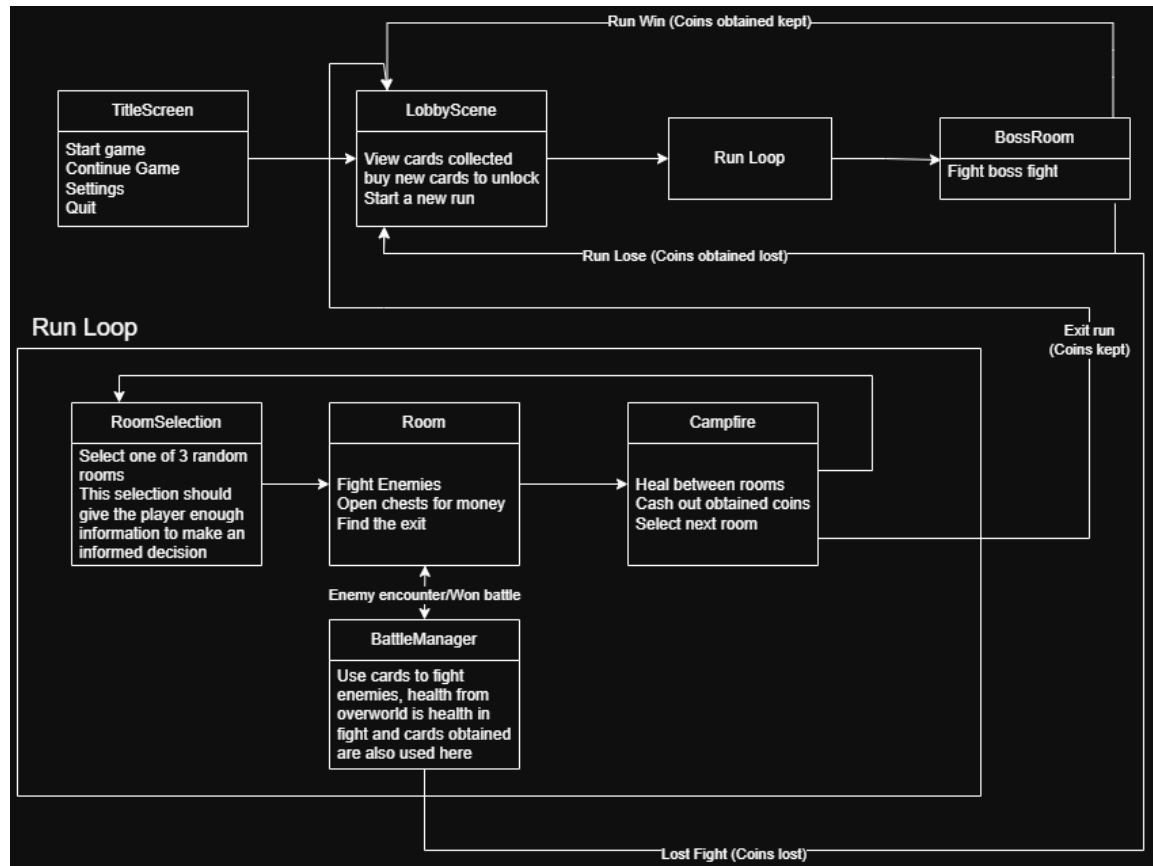 Run Win (Coins obtained kept)
TitleScreen
Start game
Continue Game
Settings
Quit
LobbyScene
View cards collected
buy new cards to unlock
Start a new run
Run Loop
BossRoom
Fight boss fight
Run Lose (Coins obtained lost)
Exit run
(Coins kept)
Run Loop
RoomSelection
Select one of 3 random
rooms
This selection should
give the player enough
information to make an
informed decision
Room
Fight Enemies
Open chests for money
Find the exit
Campfire
Heal between rooms
Cash out obtained coins
Select next room
Enemy encounter/Won battle
BattleManager
Use cards to fight
enemies, health from
overworld is health in
fight and cards obtained
are also used here
Lost Fight (Coins lost)